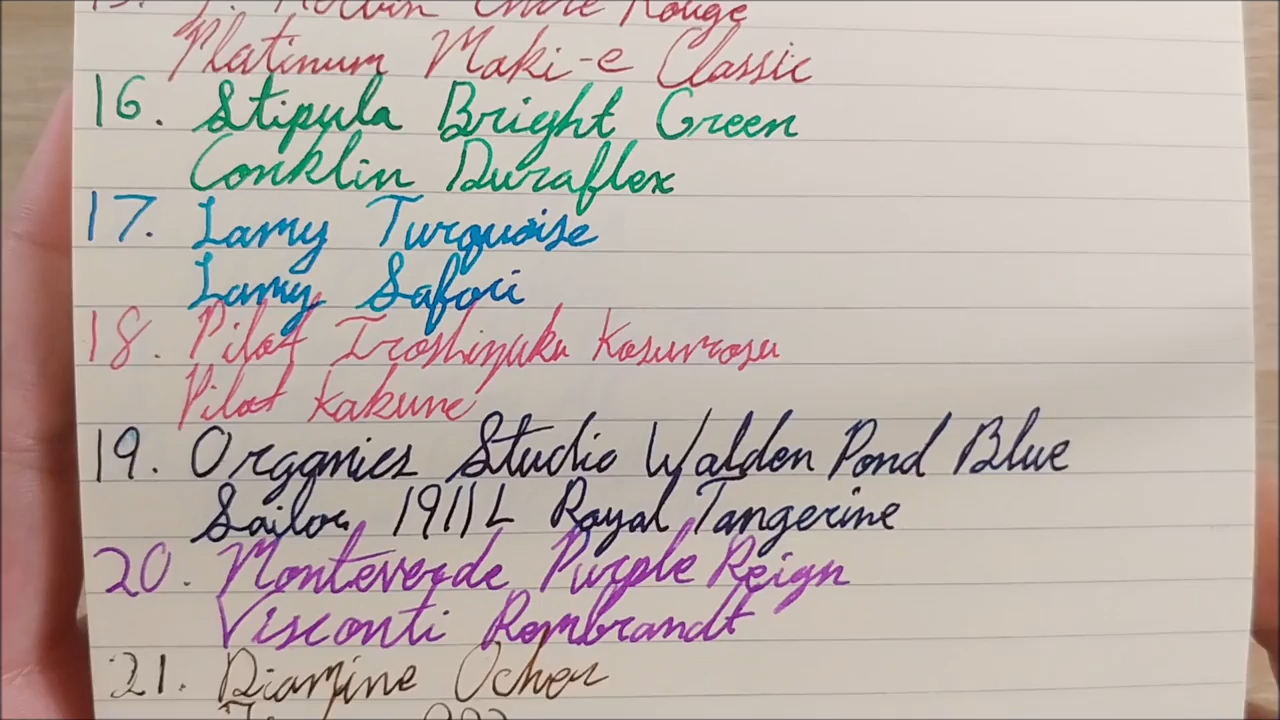 Rouge
Platinum Maki-e Classic
16. Stipula Bright Green
Conklin Duraflex
17. Lamy Turquoise
Lamy Safari
18. Pilot Iroshizuku Kosumosu
Pilot Kakuno
19. Organics Studio Walden Pond Blue
Sailor 1911L Royal Tangerine
20. Monteverde Purple Reign
Visconti Rembrandt
21. Diamine Ocher